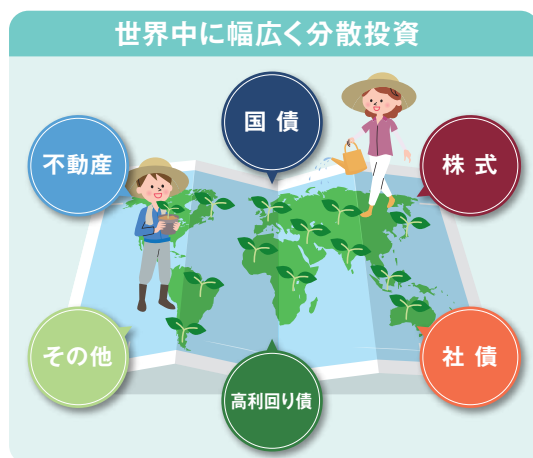 世界中に幅広く分散投資
国債
不動産
株式
その他
社債
高利回り債